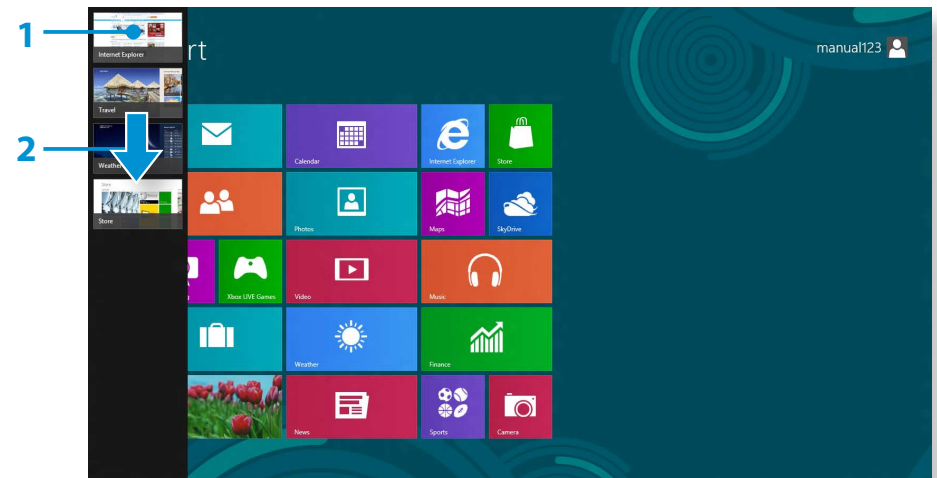 1
Internet Explorer
Travel
2
Weather
Store
rt
manual123
Calendar
Internet Explorer
Store
Photos
Maps
SkyDrive
g
Xbox LIVE Games
Video
Music
Weather
Finance
News
Sports
Camera